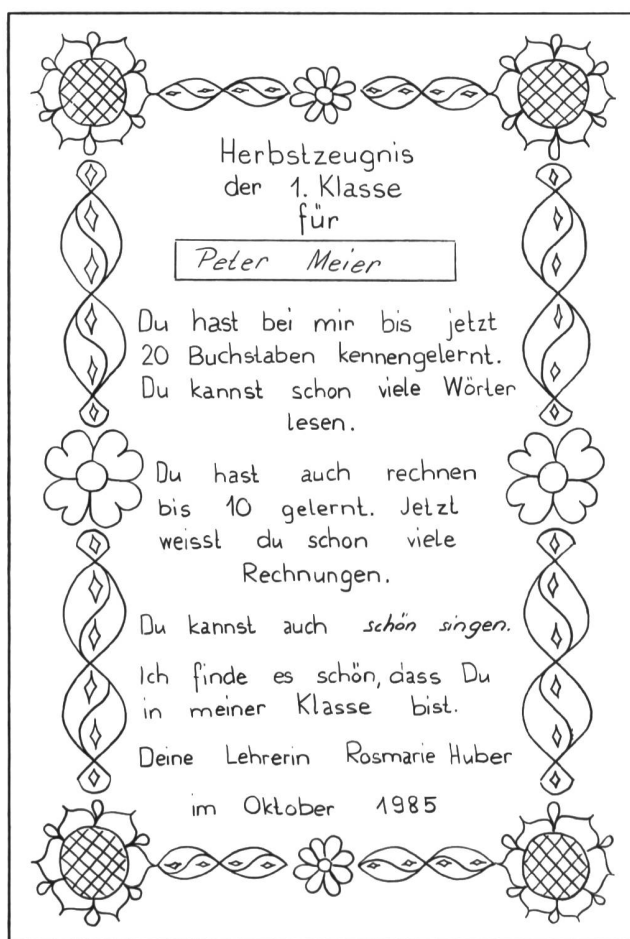 Herbstzeugnis
der 1. Klasse
für
Peter Meier
Du hast bei mir bis jetzt
20 Buchstaben kennengelernt.
Du kannst schon viele Wörter
lesen.
Du hast auch rechnen
bis 10 gelernt. Jetzt
weisst du schon viele
Rechnungen.
Du kannst auch schön singen.
Ich finde es schön, dass Du
in meiner Klasse bist.
Deine Lehrerin Rosmarie Huber
im Oktober 1985